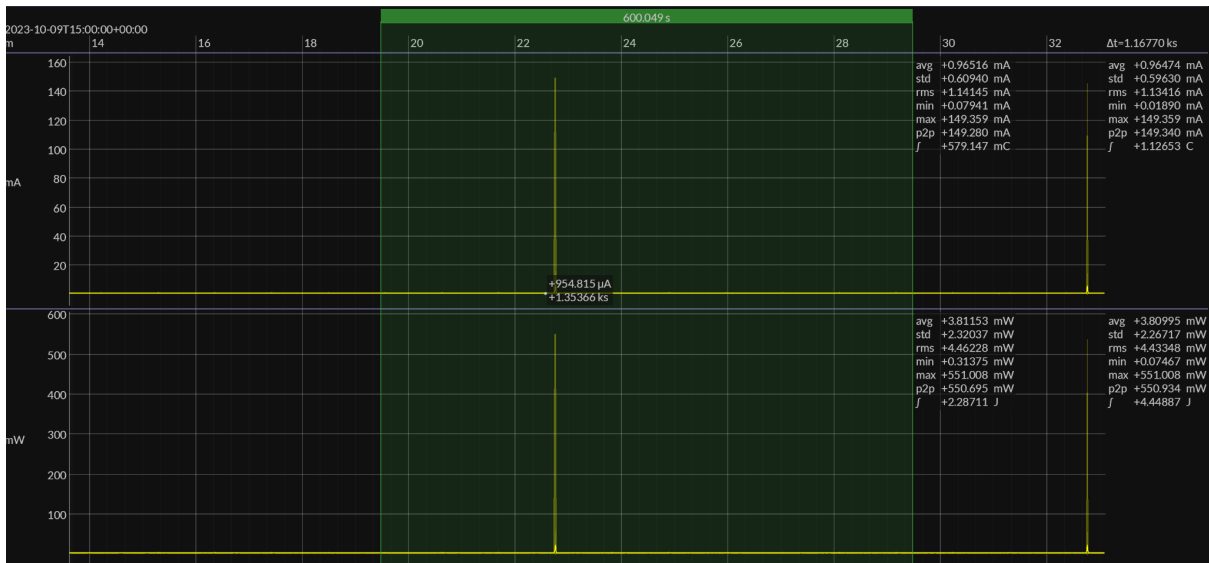 600.049 s
2023-10-09T15:00:00+00:00
m 14 16 18 20 22 24 26 28 30 32 Δt=1.16770 ks
160
140
120
100
mA 80
60
40
20
avg +0.96516 mA
std +0.60940 mA
rms +1.14145 mA
min +0.07941 mA
max +149.359 mA
p2p +149.280 mA
∫ +579.147 mC
avg +0.96474 mA
std +0.59630 mA
rms +1.13416 mA
min +0.01890 mA
max +149.359 mA
p2p +149.340 mA
∫ +1.12653 C
+954.815 µA
+1.35366 ks
600
500
400
mW 300
200
100
avg +3.81153 mW
std +2.32037 mW
rms +4.46228 mW
min +0.31375 mW
max +551.008 mW
p2p +550.695 mW
∫ +2.28711 J
avg +3.80995 mW
std +2.26717 mW
rms +4.43348 mW
min +0.07467 mW
max +551.008 mW
p2p +550.934 mW
∫ +4.44887 J